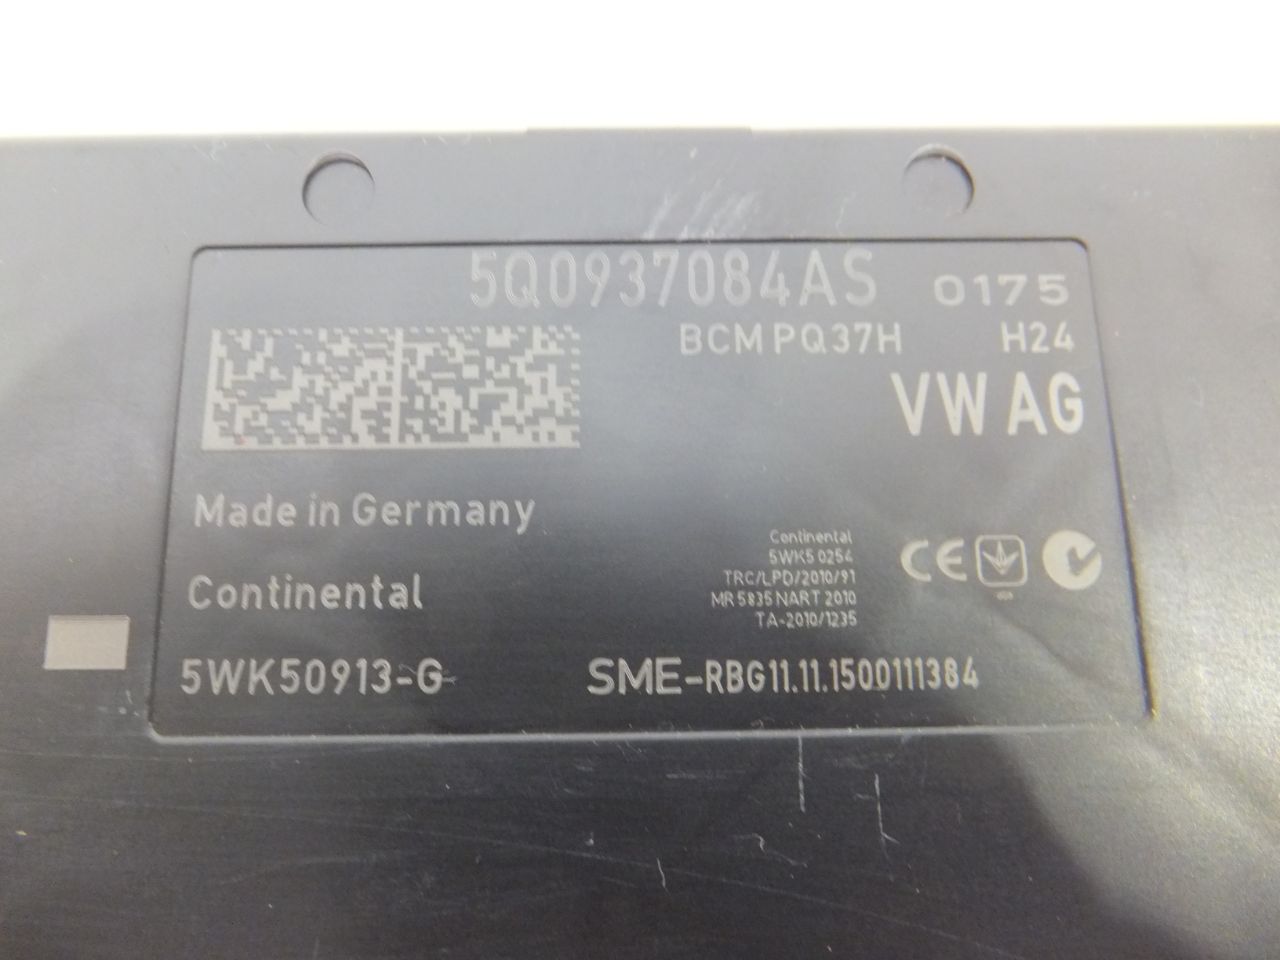 5Q0937084AS 0175
BCM PQ37H H24
VW AG
Made in Germany
Continental
5WK5 0254
TRC/LPD/2010/91
MR 5835 NART 2010
TA-2010/1235
CE
Continental
5WK50913-G
SME-RBG11.11.1500111384